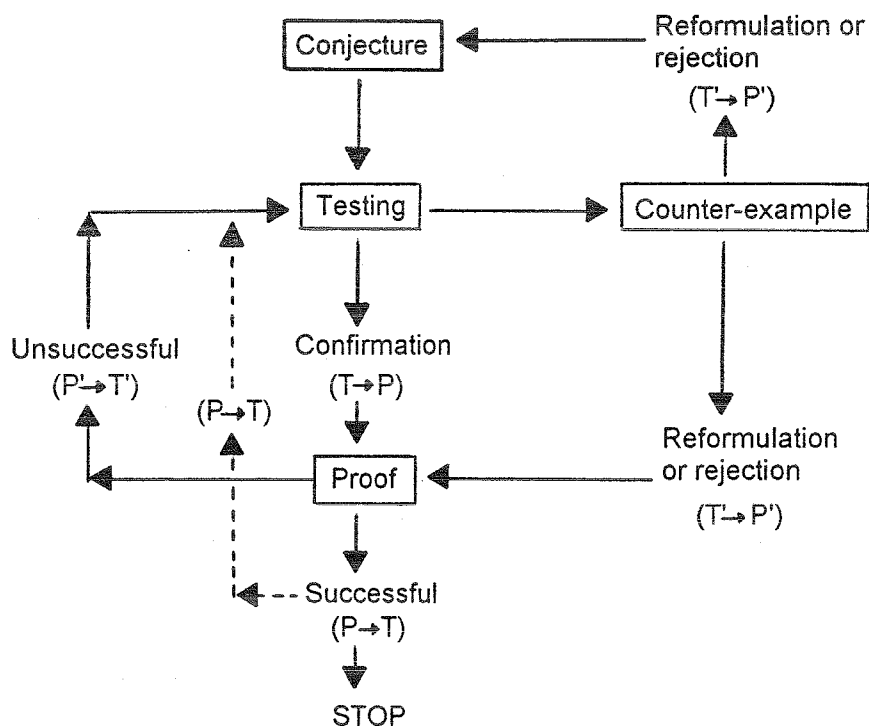 Conjecture
Reformulation or
rejection
(T'→P')
Testing
Counter-example
Unsuccessful
(P'→T')
Confirmation
(T→P)
(P→T)
Reformulation
or rejection
(T'→P')
Proof
Successful
(P→T)
STOP